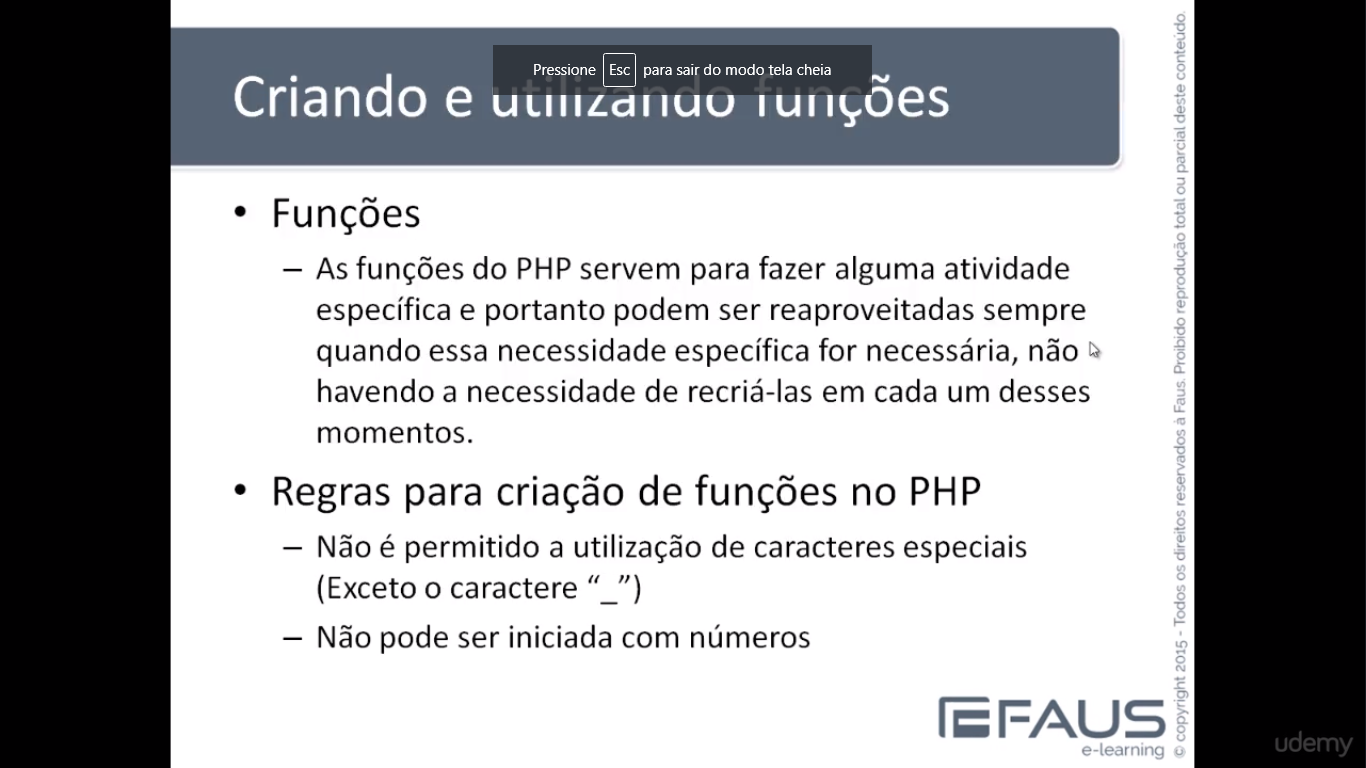 Pressione Esc para sair do modo tela cheia
Criando e utilizando funções
• Funções
– As funções do PHP servem para fazer alguma atividade
específica e portanto podem ser reaproveitadas sempre
quando essa necessidade específica for necessária, não
havendo a necessidade de recriá-las em cada um desses
momentos.
• Regras para criação de funções no PHP
– Não é permitido a utilização de caracteres especiais
(Exceto o caractere “_”)
– Não pode ser iniciada com números
FAUS
e-learning
© copyright 2015 - Todos os direitos reservados à Faus. Proibido reprodução total ou parcial deste conteúdo.
udemy